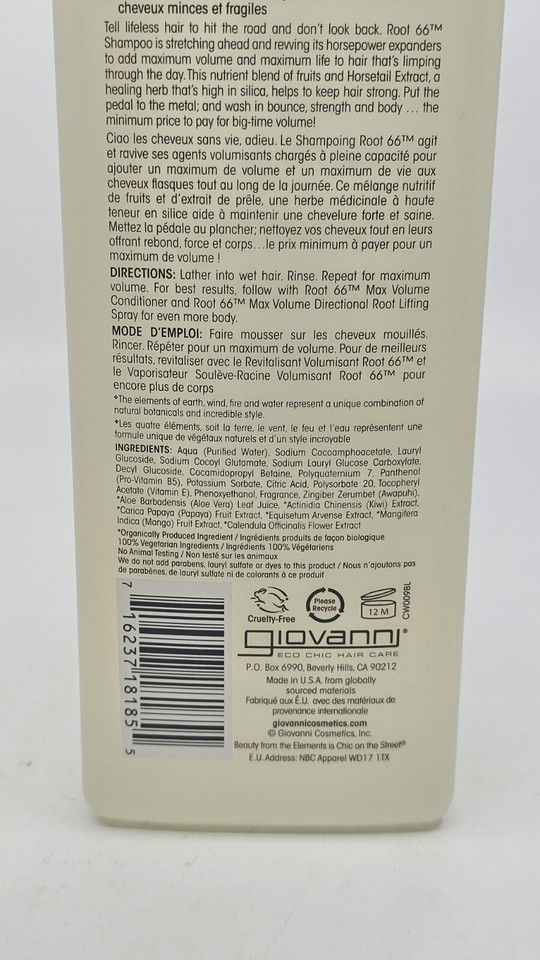 cheveux minces et fragiles
Tell lifeless hair to hit the road and don't look back. Root 66™
Shampoo is stretching ahead and revving its horsepower expanders
to add maximum volume and maximum life to hair that's limping
through the day. This nutrient blend of fruits and Horsetail Extract, a
healing herb that's high in silica, helps to keep hair strong. Put the
pedal to the metal; and wash in bounce, strength and body ... the
minimum price to pay for big-time volume!
Ciao les cheveux sans vie, adieu. Le Shampoing Root 66™ agit
et ravive ses agents volumisants chargés à pleine capacité pour
ajouter un maximum de volume et un maximum de vie aux
cheveux flasques tout au long de la journée. Ce mélange nutritif
de fruits et d'extrait de prêle, une herbe médicinale à haute
teneur en silice aide à maintenir une chevelure forte et saine.
Mettez la pédale au plancher; nettoyez vos cheveux tout en leurs
offrant rebond, force et corps...le prix minimum à payer pour un
maximum de volume !
DIRECTIONS: Lather into wet hair. Rinse. Repeat for maximum
volume. For best results, follow with Root 66™ Max Volume
Conditioner and Root 66™ Max Volume Directional Root Lifting
Spray for even more body.
MODE D'EMPLOI: Faire mousser sur les cheveux mouillés.
Rincer. Répéter pour un maximum de volume. Pour de meilleurs
résultats, revitaliser avec le Revitalisant Volumisant Root 66™ et
le Vaporisateur Soulève-Racine Volumisant Root 66™ pour
encore plus de corps
*The elements of earth, wind, fire and water represent a unique combination of
natural botanicals and incredible style.
*Les quatre éléments, soit la terre, le vent, le feu et l'eau représentent une
formule unique de végétaux naturels et d'un style incroyable
INGREDIENTS: Aqua (Purified Water), Sodium Cocoamphoacetate, Lauryl
Glucoside, Sodium Cocoyl Glutamate, Sodium Lauryl Glucose Carboxylate,
Decyl Glucoside, Cocamidopropyl Betaine, Polyquaternium 7, Panthenol
(Pro-Vitamin B5), Potassium Sorbate, Citric Acid, Polysorbate 20, Tocopheryl
Acetate (Vitamin E), Phenoxyethanol, Fragrance, Zingiber Zerumbet (Awapuhi),
*Aloe Barbadensis (Aloe Vera) Leaf Juice, *Actinidia Chinensis (Kiwi) Extract,
*Carica Papaya (Papaya) Fruit Extract, *Equisetum Arvense Extract, *Mangifera
Indica (Mango) Fruit Extract, *Calendula Officinalis Flower Extract
*Organically Produced Ingredient / Ingrédients produits de façon biologique
100% Vegetarian Ingredients / Ingrédients 100% Végétariens
No Animal Testing / Non testé sur les animaux
We do not add parabens, lauryl sulfate or dyes to this product / Nous n'ajoutons pas
de parabènes, de lauryl sulfate ni de colorants à ce produit
7 16237 18185 5
Cruelty-Free
Please
Recycle
12 M
CW009BL
giovanni®
ECO CHIC HAIR CARE
P.O. Box 6990, Beverly Hills, CA 90212
Made in U.S.A. from globally
sourced materials
Fabriqué aux É.U. avec des matériaux de
provenance internationale
giovannicosmetics.com
© Giovanni Cosmetics, Inc.
Beauty from the Elements is Chic on the Street®
E.U. Address: NBC Apparel WD17 1TX